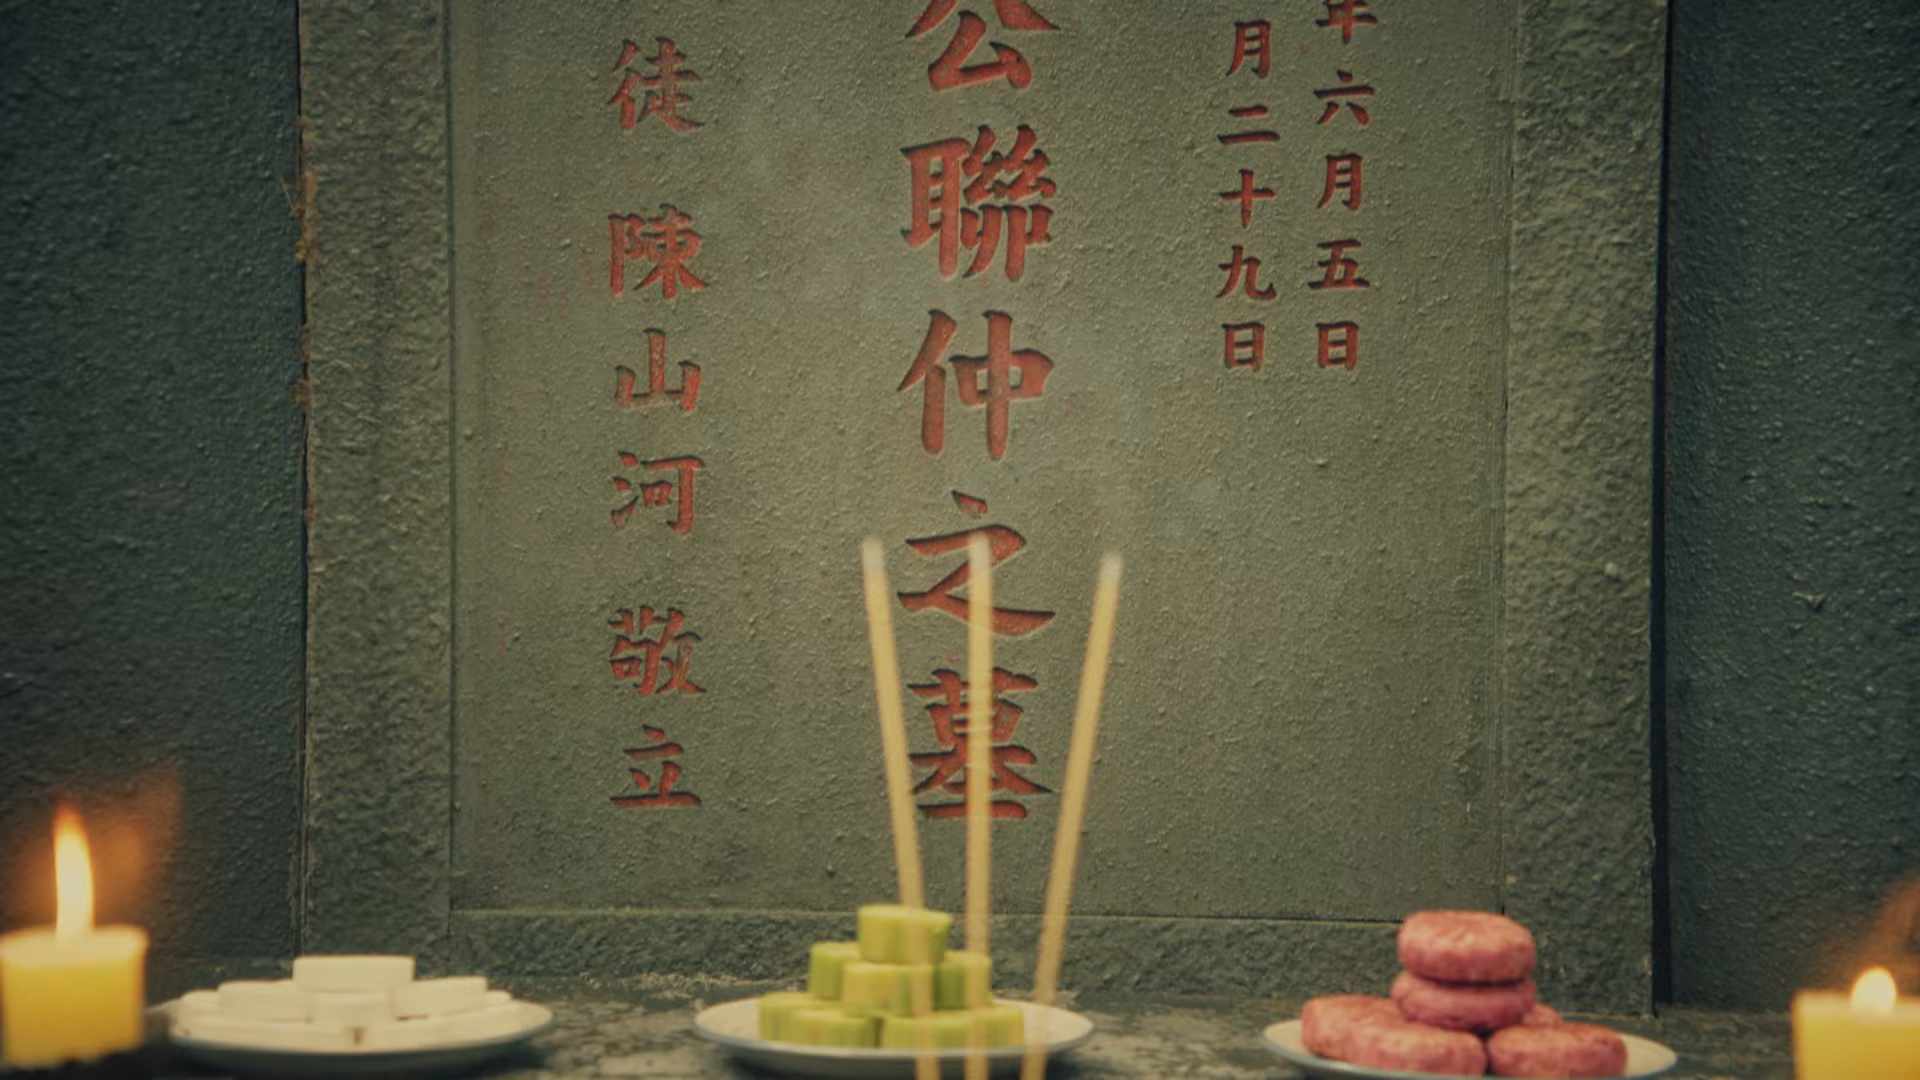 年六月五日
月二十九日
公聯仲之墓
徒 陳山河 敬立